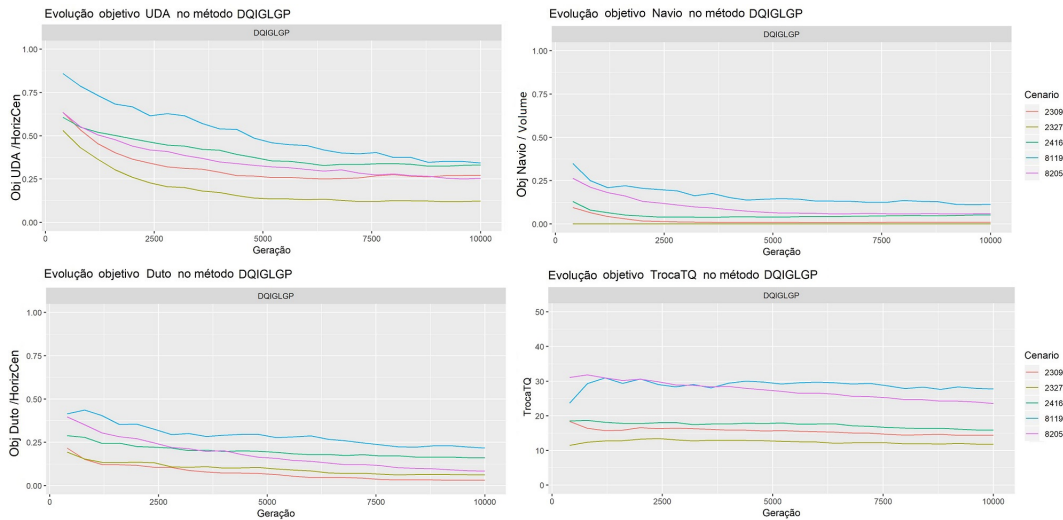 Evolução objetivo UDA no método DQIGLGP
DQIGLGP
1.00
0.75
0.50
0.25
0.00
Obj UDA /HorizCen
0
2500
5000
7500
10000
Geração
Evolução objetivo Navio no método DQIGLGP
DQIGLGP
1.00
0.75
0.50
0.25
0.00
Obj Navio / Volume
0
2500
5000
7500
10000
Geração
Cenario
2309
2327
2416
8119
8205
Evolução objetivo Duto no método DQIGLGP
DQIGLGP
1.00
0.75
0.50
0.25
0.00
Obj Duto /HorizCen
0
2500
5000
7500
10000
Geração
Evolução objetivo TrocaTQ no método DQIGLGP
DQIGLGP
50
40
30
20
10
0
TrocaTQ
0
2500
5000
7500
10000
Geração
Cenario
2309
2327
2416
8119
8205